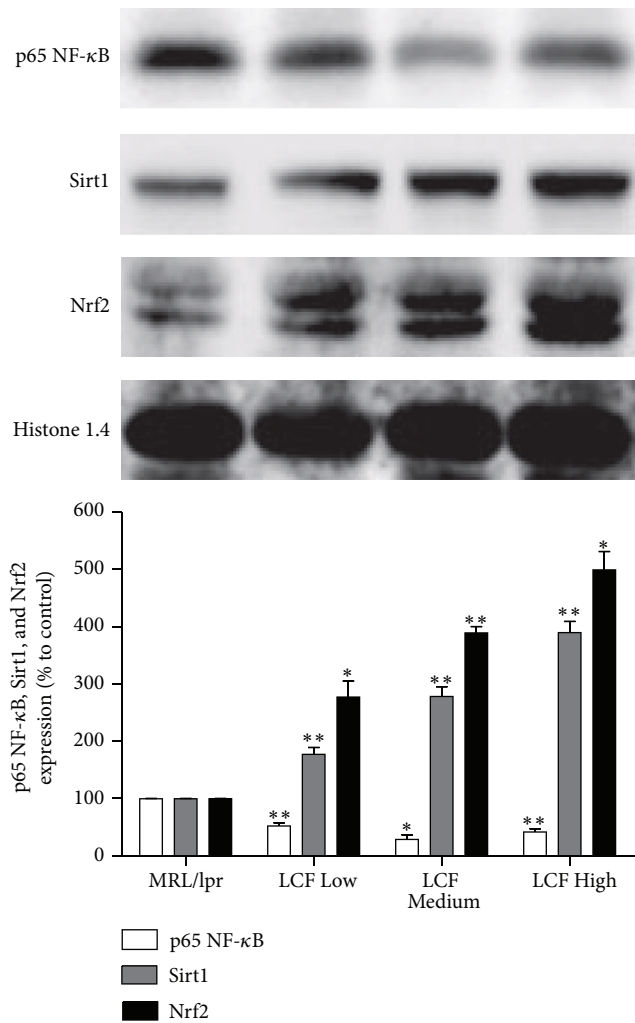 p65 NF-κB
Sirt1
Nrf2
Histone 1.4
p65 NF-κB, Sirt1, and Nrf2
expression (% to control)
600
500
400
300
200
100
0
**
**
*
*
**
**
**
**
*
MRL/lpr
LCF Low
LCF
Medium
LCF High
p65 NF-κB
Sirt1
Nrf2